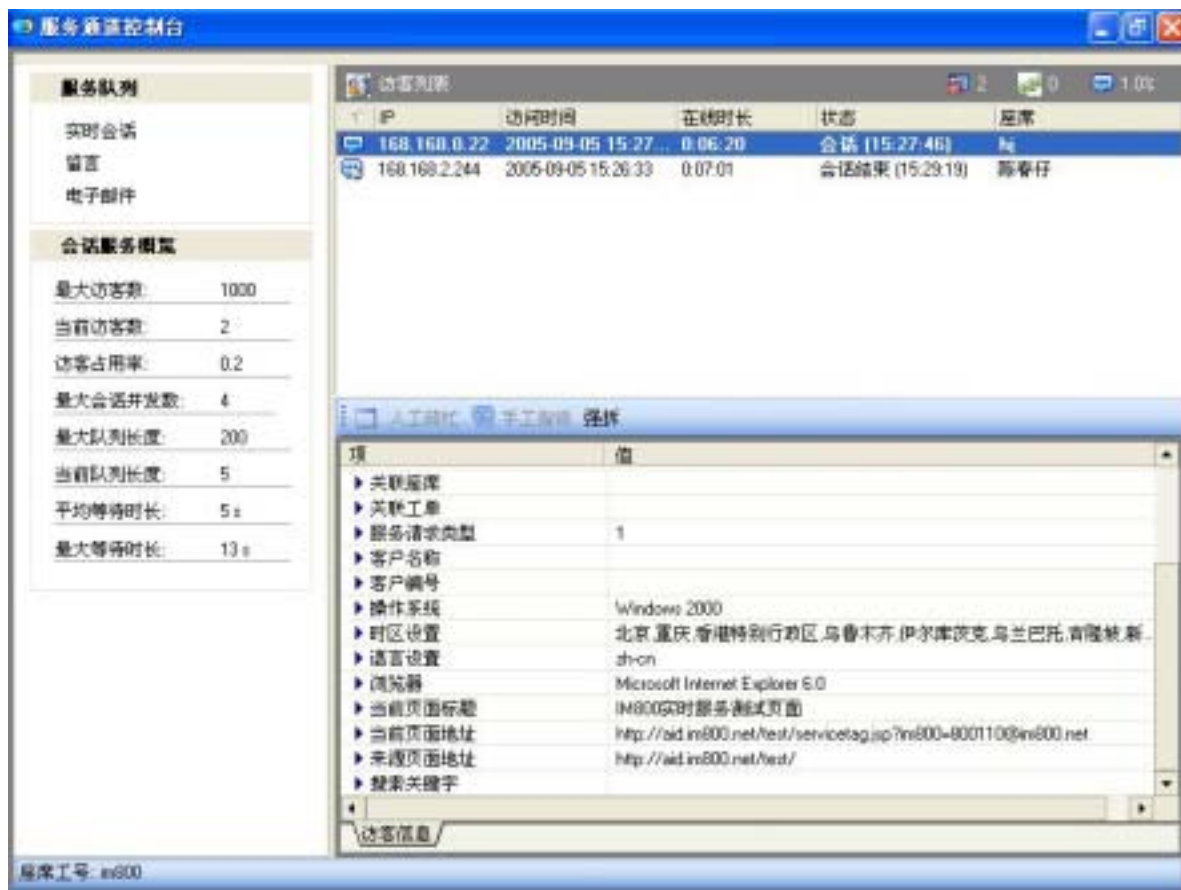 服务通道控制台
服务队列
实时会话
留言
电子邮件
会话服务概览
最大访客数: 1000
当前访客数: 2
访客占用率: 0.2
最大会话并发数: 4
最大队列长度: 200
当前队列长度: 5
平均等待时长: 5 s
最大等待时长: 13 s
访客列表 2 0 1.0%
IP 访问时间 在线时长 状态 座席
168.168.0.22 2005-09-05 15:27... 0:06:20 会话 (15:27:46) hj
168.168.2.244 2005-09-05 15:26:33 0:07:01 会话结束 (15:29:19) 陈春仔
强拆
项 值
关联座席
关联工单
服务请求类型 1
客户名称
客户编号
操作系统 Windows 2000
时区设置 北京,重庆,香港特别行政区,乌鲁木齐,伊尔库茨克,乌兰巴托,吉隆坡,新...
语言设置 zh-cn
浏览器 Microsoft Internet Explorer 6.0
当前页面标题 IM800实时服务测试页面
当前页面地址 http://aid.im800.net/test/servicetag.jsp?im800=800110@im800.net
来源页面地址 http://aid.im800.net/test/
搜索关键字
访客信息
座席工号: im800